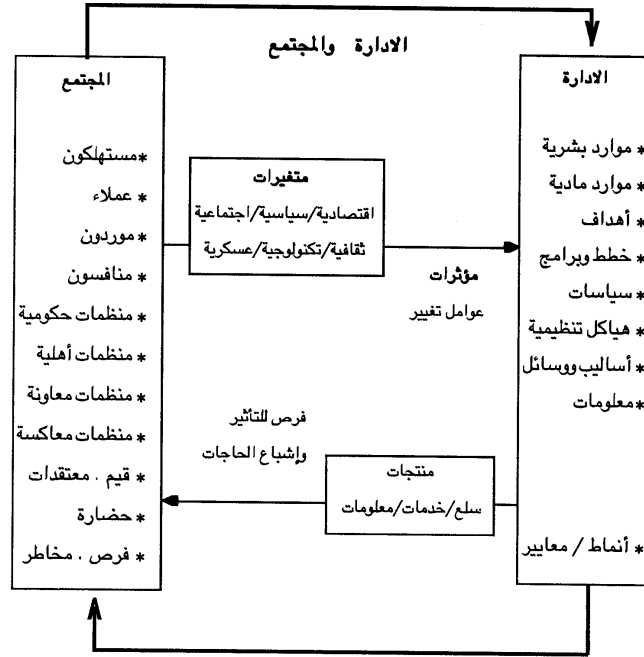 الادارة والمجتمع
الادارة
* موارد بشرية
* موارد مادية
* أهداف
* خطط وبرامج
* سياسات
* هياكل تنظيمية
* أساليب ووسائل
* معلومات
* أنماط / معايير
متغيرات
اقتصادية/سياسية/اجتماعية
ثقافية/تكنولوجية/عسكرية
مؤثرات
عوامل تغيير
فرص للتأثير
وإشباع الحاجات
منتجات
سلع/خدمات/معلومات
المجتمع
* مستهلكون
* عملاء
* موردون
* منافسون
* منظمات حكومية
* منظمات أهلية
* منظمات معاونة
* منظمات معاكسة
* قيم . معتقدات
* حضارة
* فرص . مخاطر